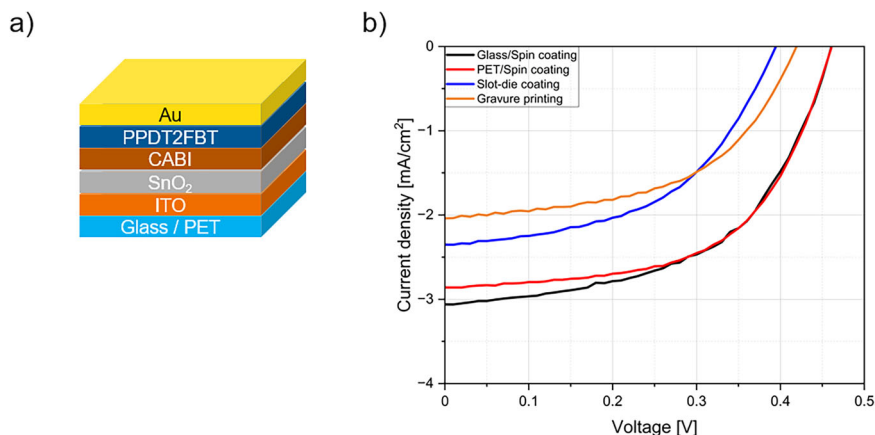 a)
Au
PPDT2FBT
CABI
SnO₂
ITO
Glass / PET
b)
Glass/Spin coating
PET/Spin coating
Slot-die coating
Gravure printing
Current density [mA/cm²]
0
−1
−2
−3
−4
0
0.1
0.2
0.3
0.4
0.5
Voltage [V]